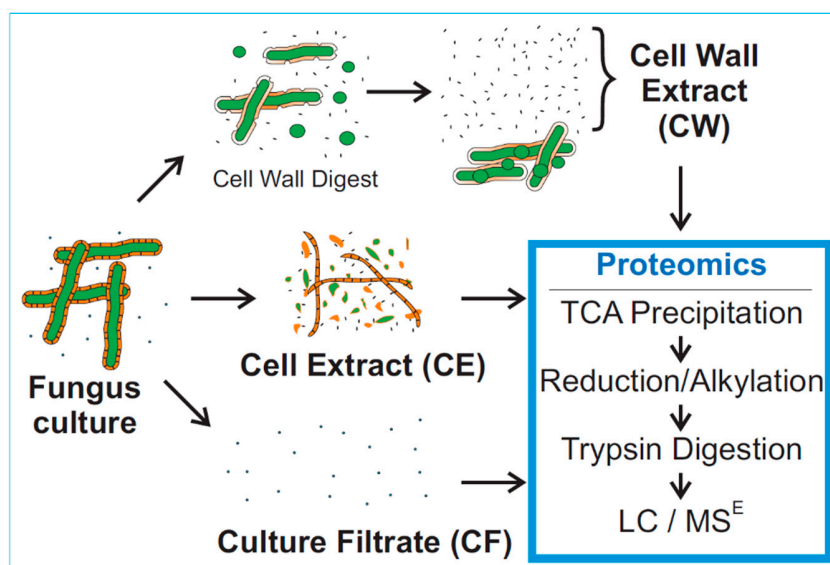 Cell Wall Digest
Cell Wall
Extract
(CW)
Fungus
culture
Cell Extract (CE)
Culture Filtrate (CF)
Proteomics
TCA Precipitation
Reduction/Alkylation
Trypsin Digestion
LC / MSᴱ